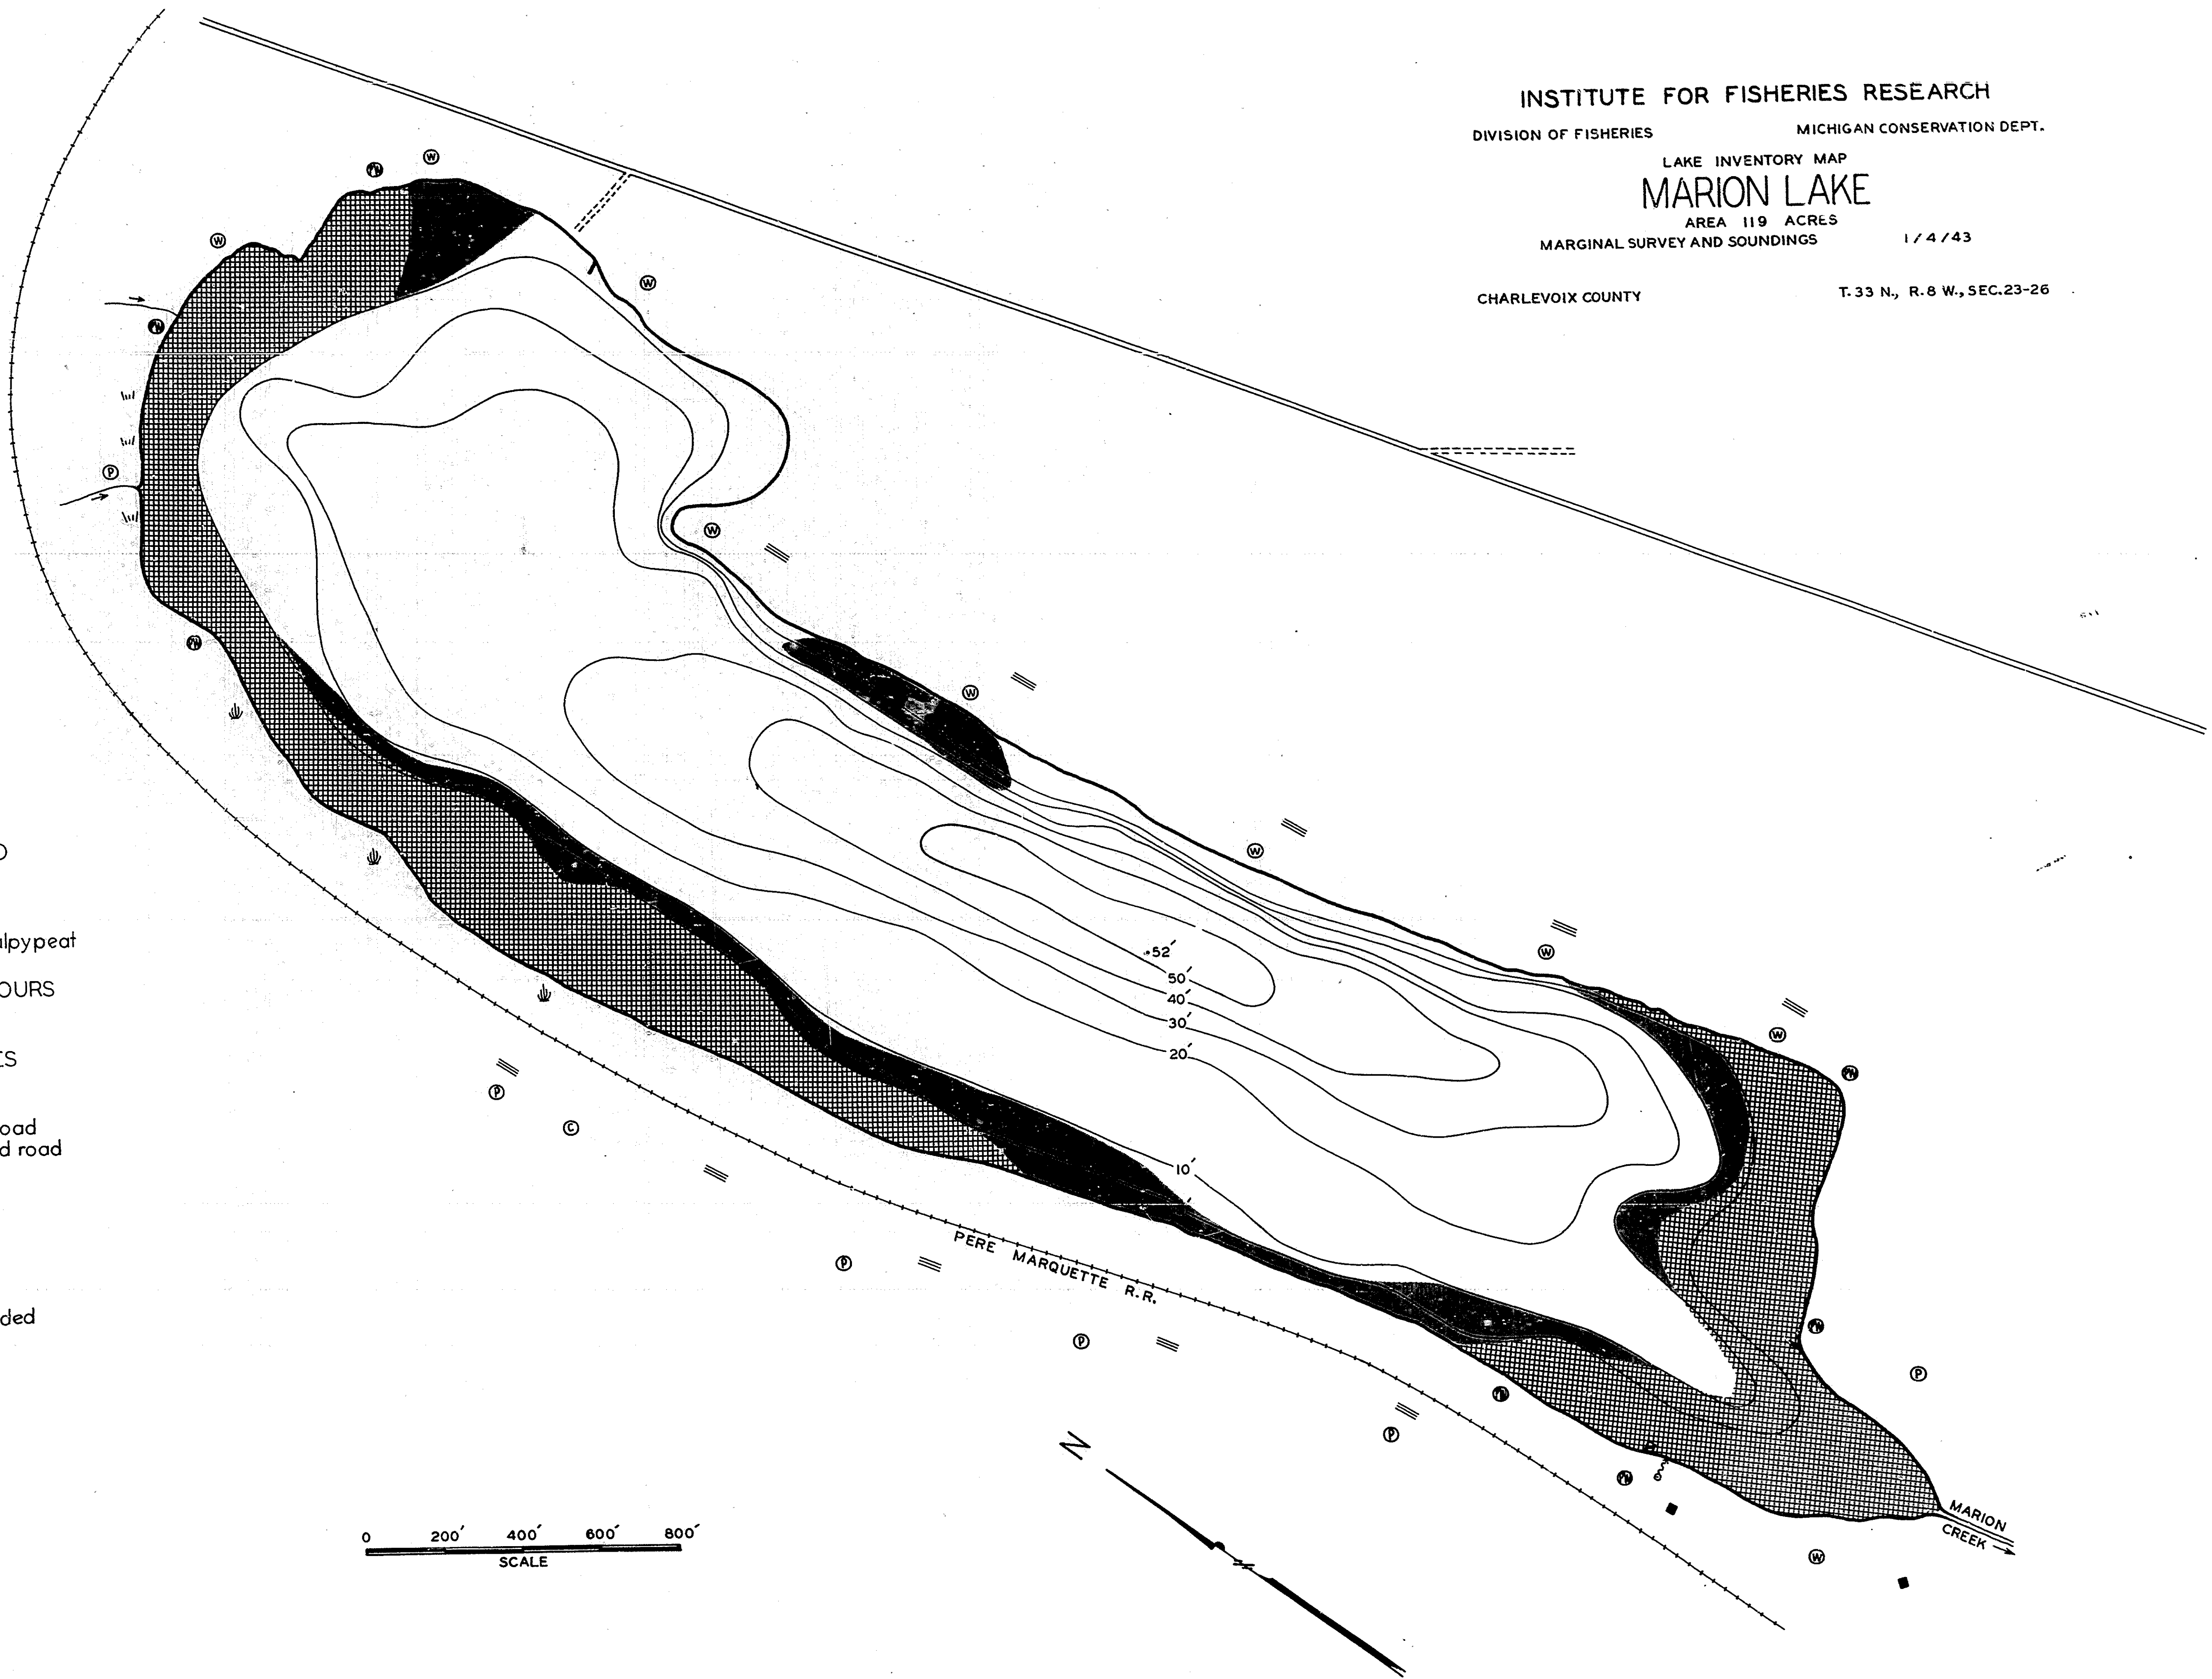 INSTITUTE FOR FISHERIES RESEARCH
DIVISION OF FISHERIES MICHIGAN CONSERVATION DEPT.
LAKE INVENTORY MAP
MARION LAKE
AREA 119 ACRES
MARGINAL SURVEY AND SOUNDINGS 1/4/43
CHARLEVOIX COUNTY T. 33 N., R. 8 W., SEC. 23-26
W
W
W
P
W
W
W
W
W
52′
50′
40′
30′
20′
10′
P
C
P
P
P
P
W
PERE MARQUETTE R.R.
MARION
CREEK
N
0 200′ 400′ 600′ 800′
SCALE
lpypeat
OURS
ES
oad
d road
ded